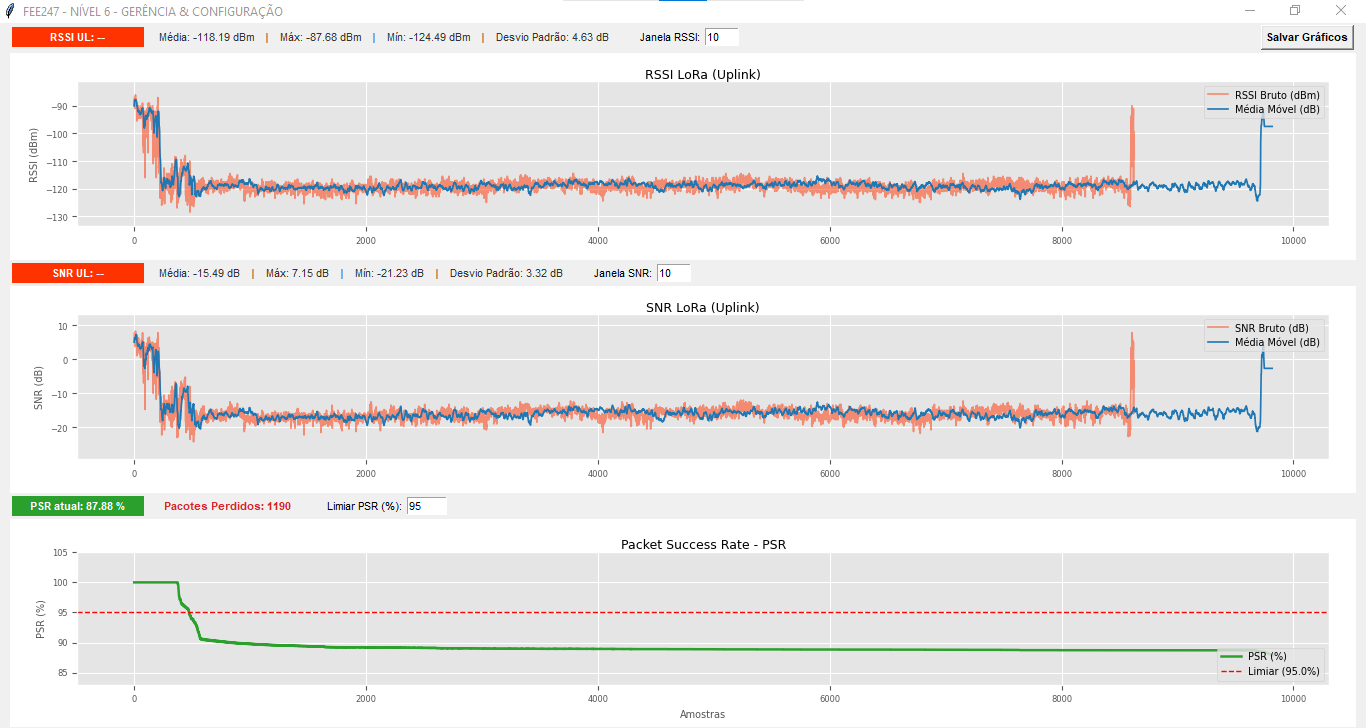 FEE247 - NÍVEL 6 - GERÊNCIA & CONFIGURAÇÃO
RSSI UL: -- Média: -118.19 dBm | Máx: -87.68 dBm | Mín: -124.49 dBm | Desvio Padrão: 4.63 dB Janela RSSI: 10 Salvar Gráficos
RSSI LoRa (Uplink)
RSSI Bruto (dBm)
Média Móvel (dB)
RSSI (dBm)
−90
−100
−110
−120
−130
0 2000 4000 6000 8000 10000
SNR UL: -- Média: -15.49 dB | Máx: 7.15 dB | Mín: -21.23 dB | Desvio Padrão: 3.32 dB Janela SNR: 10
SNR LoRa (Uplink)
SNR Bruto (dB)
Média Móvel (dB)
SNR (dB)
10
0
−10
−20
0 2000 4000 6000 8000 10000
PSR atual: 87.88 % Pacotes Perdidos: 1190 Limiar PSR (%): 95
Packet Success Rate - PSR
PSR (%)
105
100
95
90
85
PSR (%)
Limiar (95.0%)
0 2000 4000 6000 8000 10000
Amostras